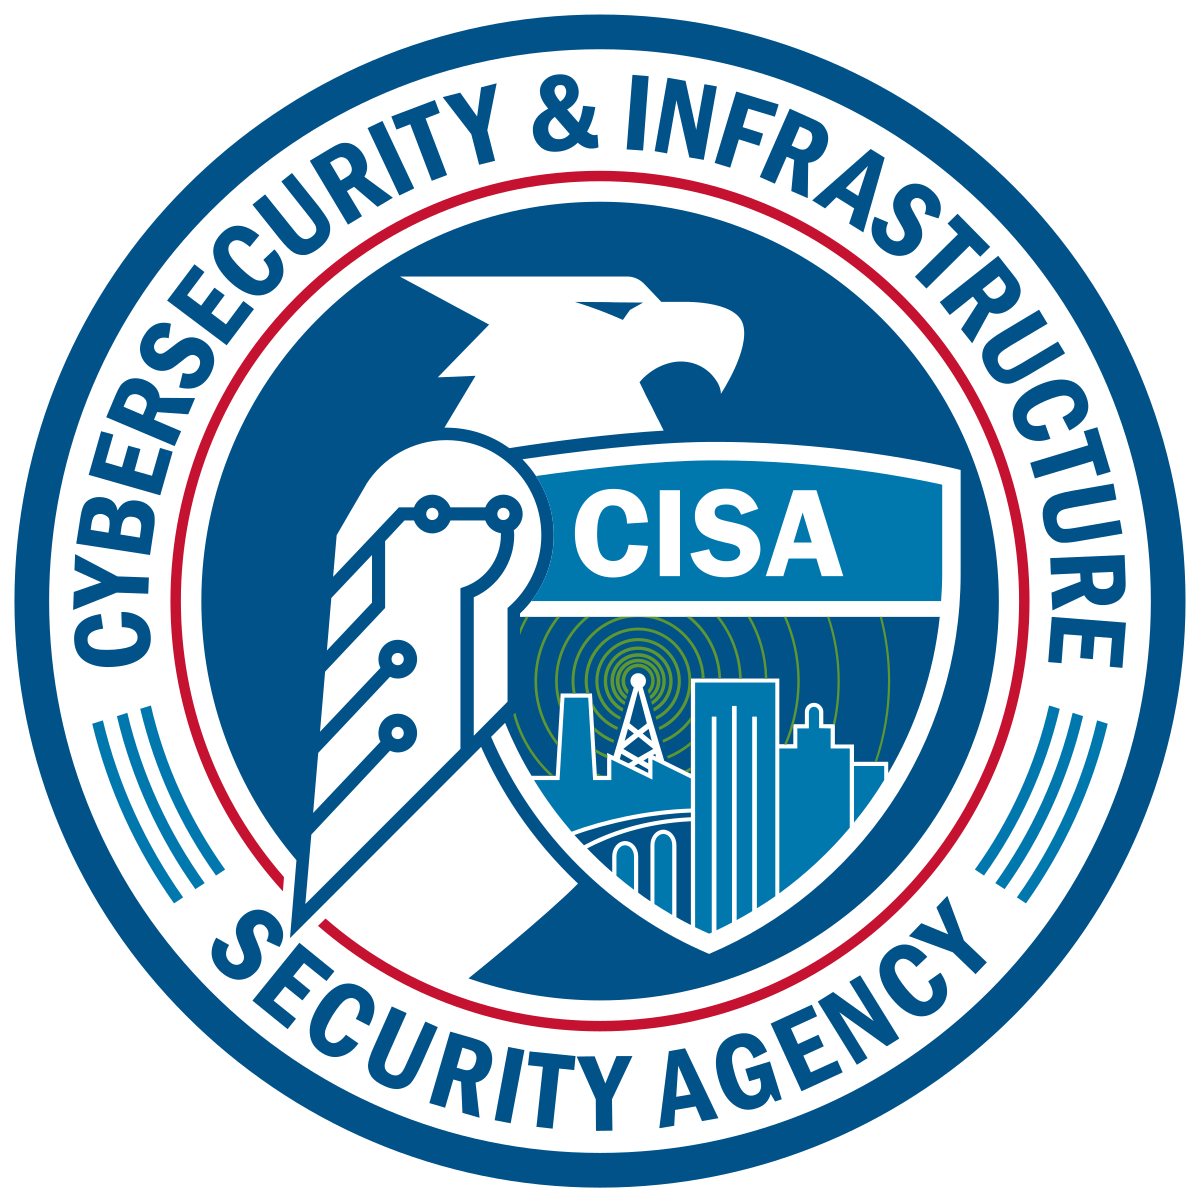 CYBERSECURITY & INFRASTRUCTURE
CISA
SECURITY AGENCY